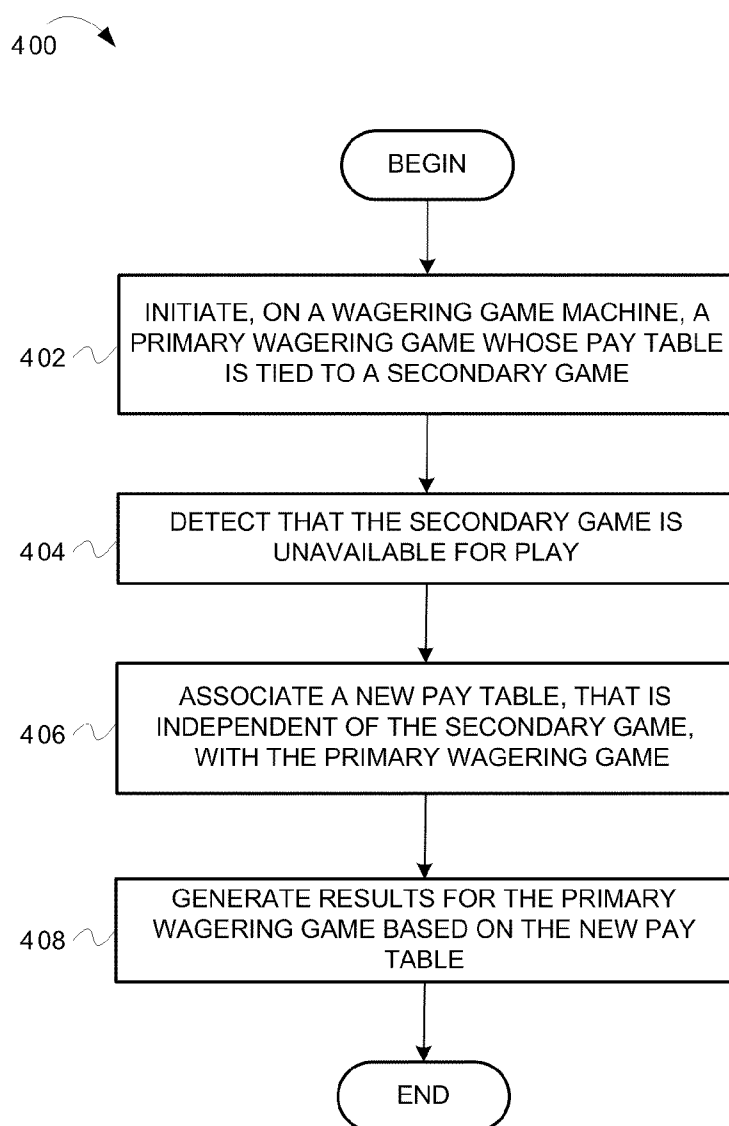 400
BEGIN
402
INITIATE, ON A WAGERING GAME MACHINE, A
PRIMARY WAGERING GAME WHOSE PAY TABLE
IS TIED TO A SECONDARY GAME
404
DETECT THAT THE SECONDARY GAME IS
UNAVAILABLE FOR PLAY
406
ASSOCIATE A NEW PAY TABLE, THAT IS
INDEPENDENT OF THE SECONDARY GAME,
WITH THE PRIMARY WAGERING GAME
408
GENERATE RESULTS FOR THE PRIMARY
WAGERING GAME BASED ON THE NEW PAY
TABLE
END